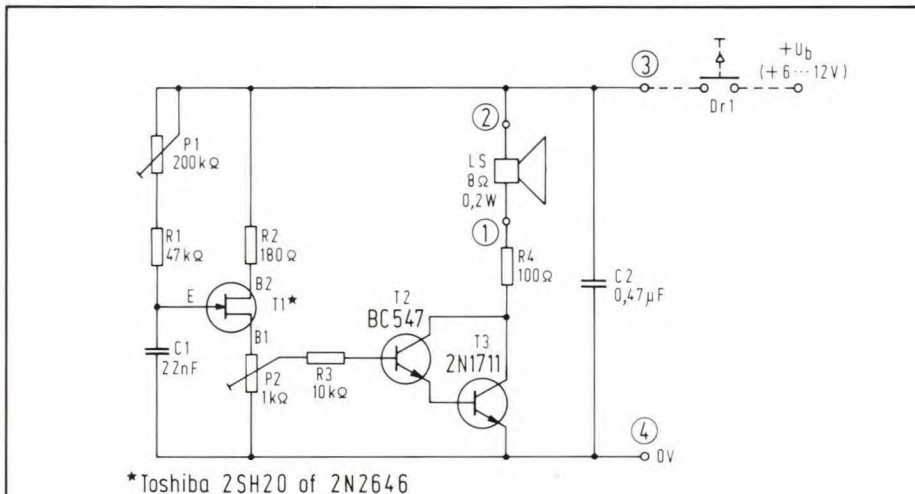 +Ub
(+6···12V)
③
Dr1
P1
200kΩ
②
LS
8Ω
0,2W
①
R1
47kΩ
R2
180Ω
R4
100Ω
B2
E
T1*
C2
0,47µF
T2
BC547
B1
C1
22nF
T3
2N1711
P2
1kΩ
R3
10kΩ
④
0V
*Toshiba 2SH20 of 2N2646